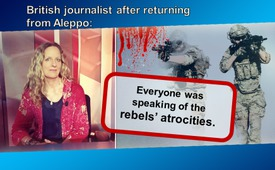 British journalist after returning
from Aleppo:
Everyone was
speaking of the
rebels’ atrocities.